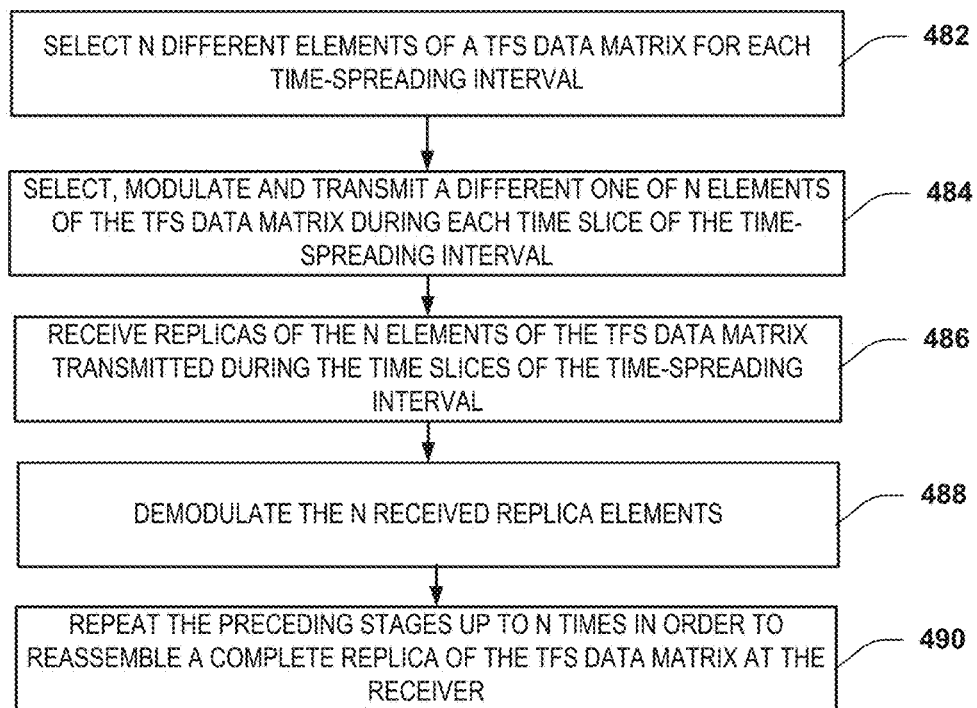 SELECT N DIFFERENT ELEMENTS OF A TFS DATA MATRIX FOR EACH
TIME-SPREADING INTERVAL
482
SELECT, MODULATE AND TRANSMIT A DIFFERENT ONE OF N ELEMENTS
OF THE TFS DATA MATRIX DURING EACH TIME SLICE OF THE TIME-
SPREADING INTERVAL
484
RECEIVE REPLICAS OF THE N ELEMENTS OF THE TFS DATA MATRIX
TRANSMITTED DURING THE TIME SLICES OF THE TIME-SPREADING
INTERVAL
486
DEMODULATE THE N RECEIVED REPLICA ELEMENTS
488
REPEAT THE PRECEDING STAGES UP TO N TIMES IN ORDER TO
REASSEMBLE A COMPLETE REPLICA OF THE TFS DATA MATRIX AT THE
RECEIVER
490